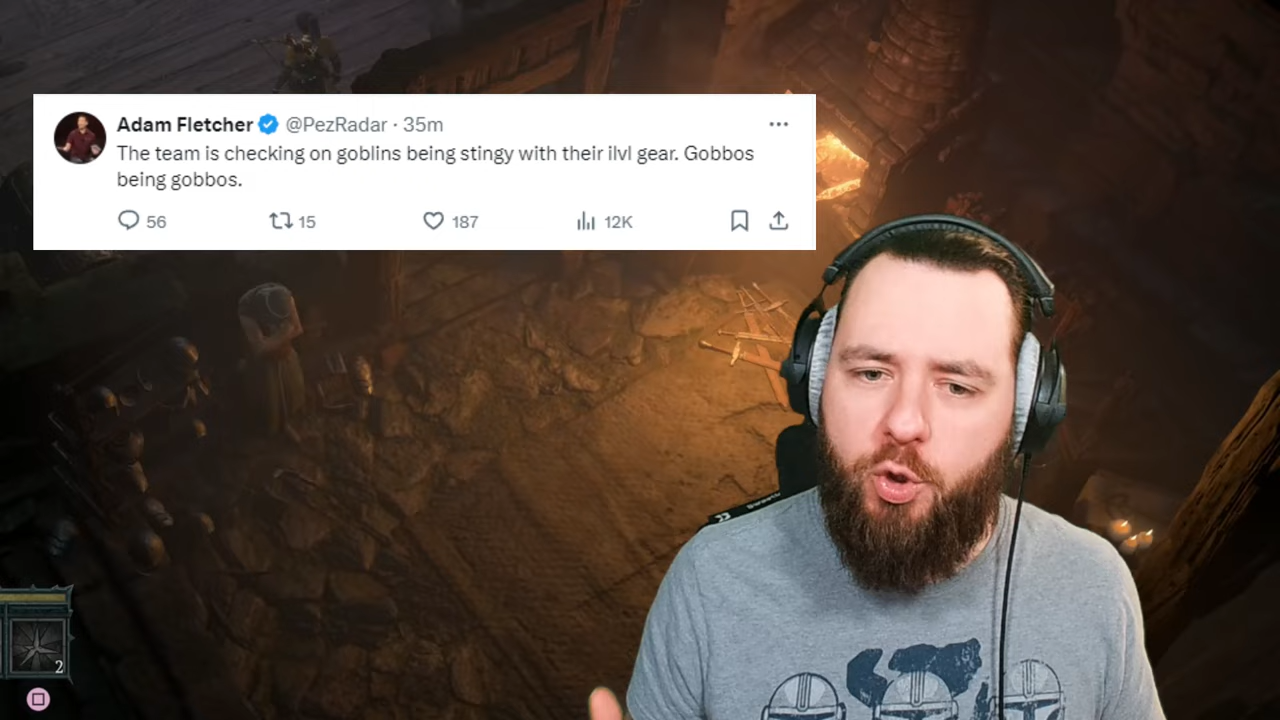 Adam Fletcher @PezRadar · 35m
The team is checking on goblins being stingy with their ilvl gear. Gobbos
being gobbos.
56 15 187 12K
2